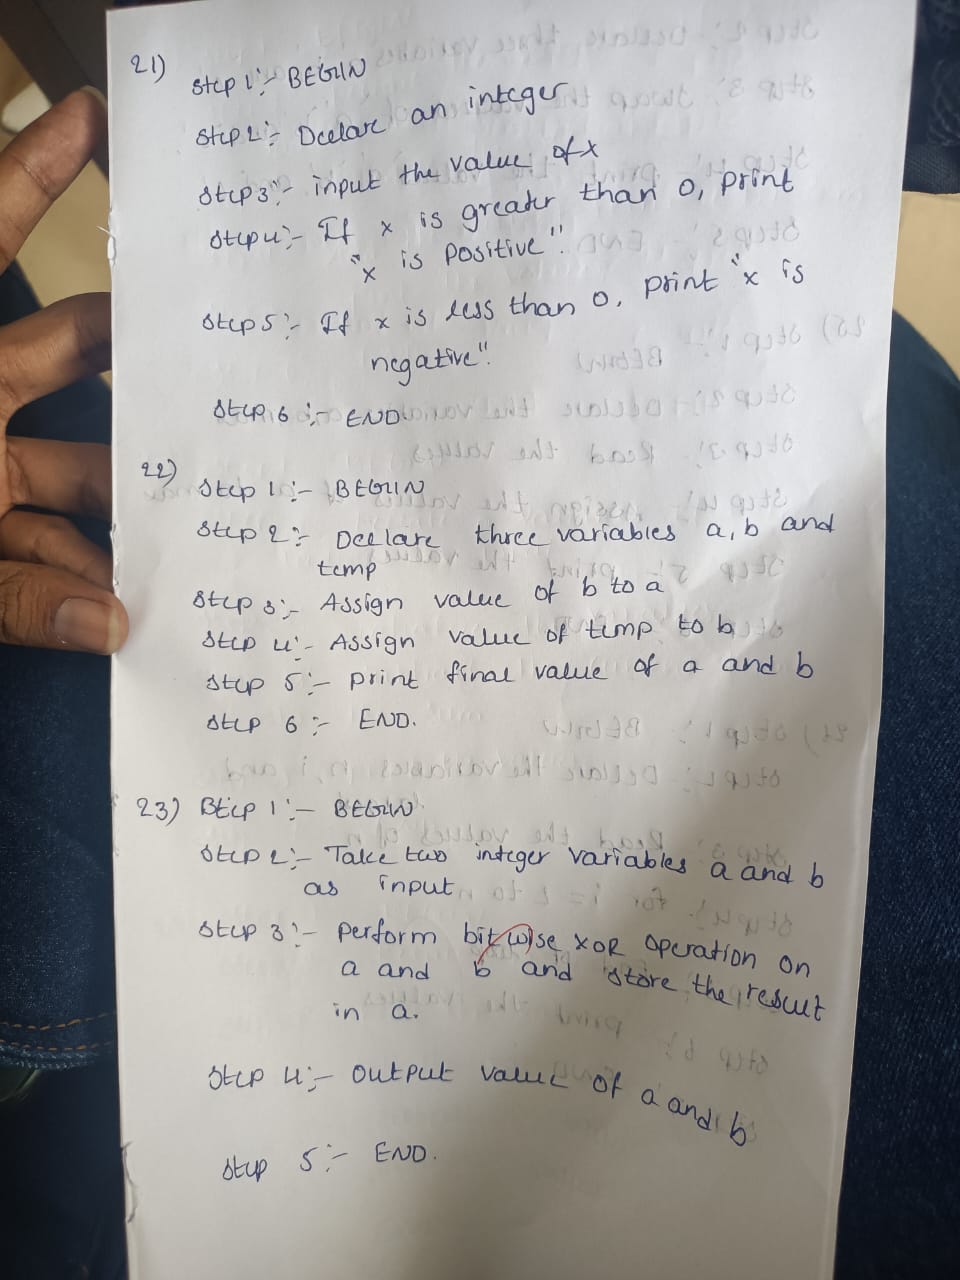 21) Step 1:- BEGIN
Step 2:- Declare an integer
Step 3:- input the value of x
Step 4:- If x is greater than 0, print
"x is positive".
Step 5:- If x is less than 0, print "x is
negative".
Step 6:- END.
22) Step 1:- BEGIN
Step 2:- Declare three variables a, b and
temp
Step 3:- Assign value of b to a
Step 4:- Assign value of temp to b
Step 5:- print final value of a and b
Step 6:- END.
23) Step 1:- BEGIN
Step 2:- Take two integer variables a and b
as input
Step 3:- perform bitwise XOR operation on
a and b and store the result
in a.
Step 4:- output value of a and b
Step 5:- END.